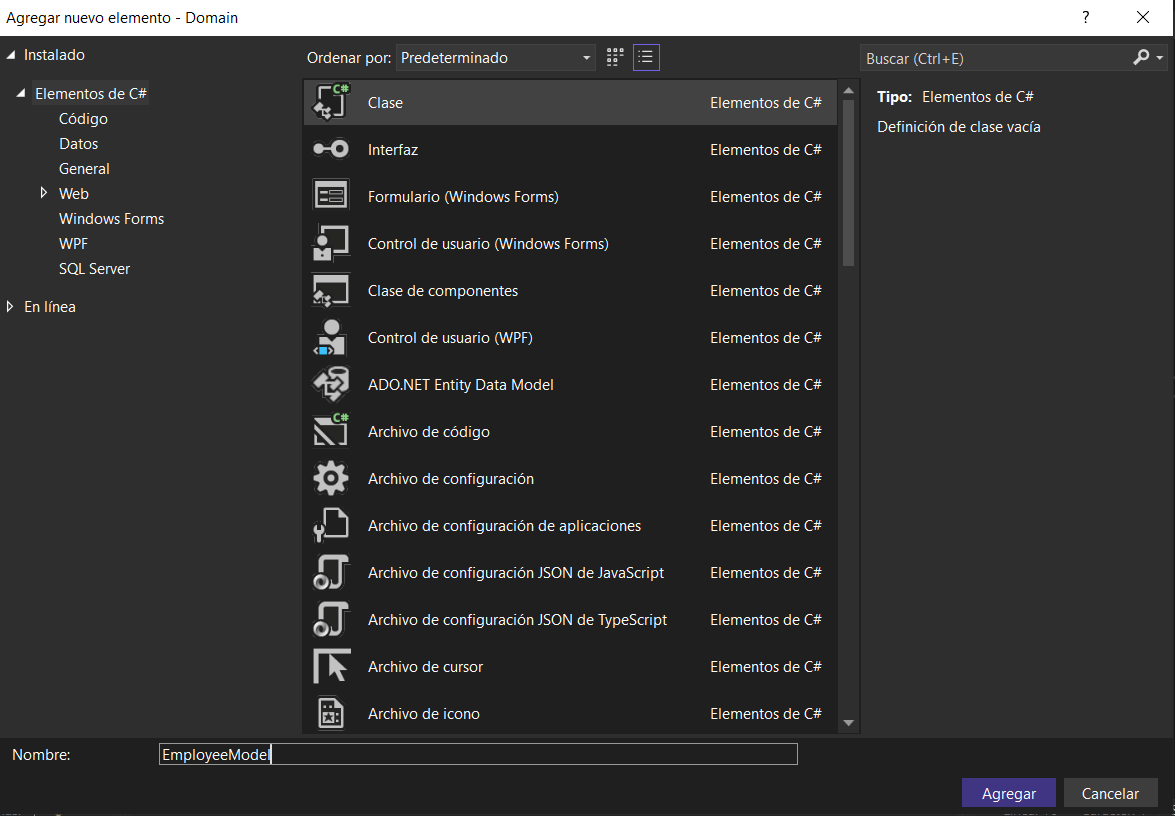 Agregar nuevo elemento - Domain
?
Instalado
Ordenar por: Predeterminado
Buscar (Ctrl+E)
Elementos de C#
Código
Datos
General
Web
Windows Forms
WPF
SQL Server
En línea
C# Clase Elementos de C#
Interfaz Elementos de C#
Formulario (Windows Forms) Elementos de C#
Control de usuario (Windows Forms) Elementos de C#
Clase de componentes Elementos de C#
Control de usuario (WPF) Elementos de C#
ADO.NET Entity Data Model Elementos de C#
C# Archivo de código Elementos de C#
Archivo de configuración Elementos de C#
Archivo de configuración de aplicaciones Elementos de C#
Archivo de configuración JSON de JavaScript Elementos de C#
Archivo de configuración JSON de TypeScript Elementos de C#
Archivo de cursor Elementos de C#
Archivo de icono Elementos de C#
Tipo: Elementos de C#
Definición de clase vacía
Nombre: EmployeeModel
Agregar Cancelar